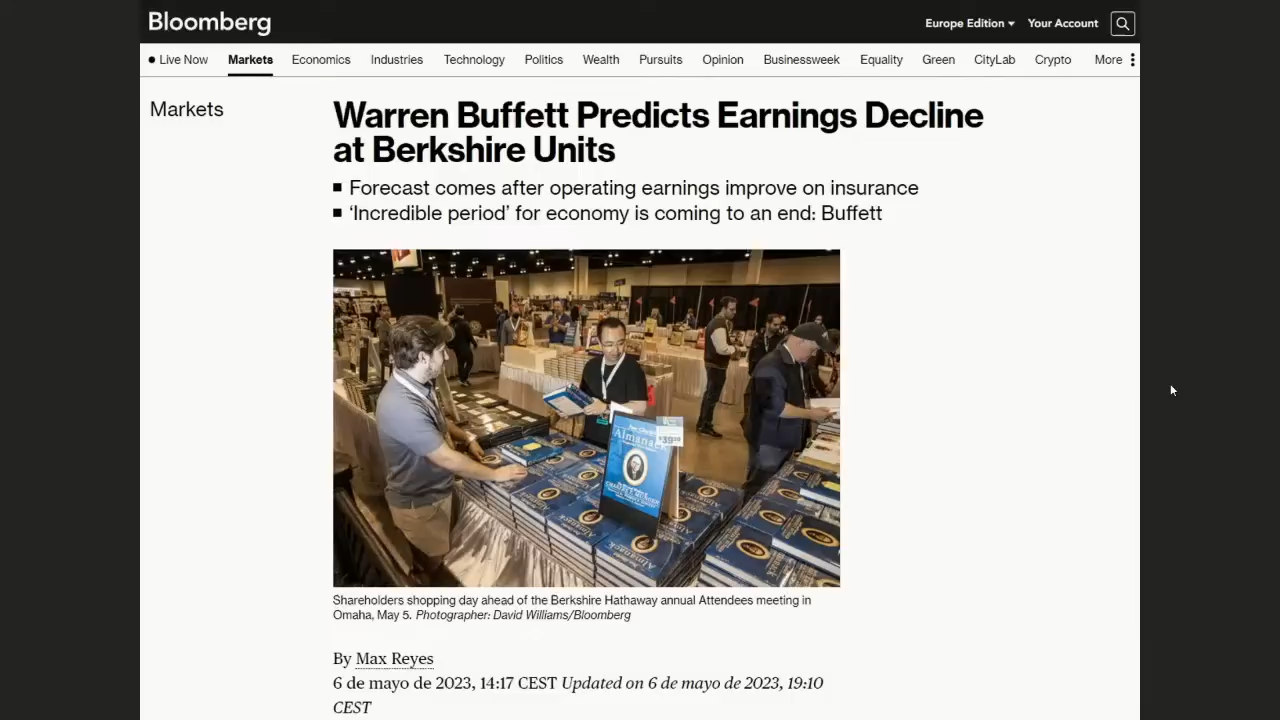 Bloomberg
Europe Edition
Your Account
Live Now Markets Economics Industries Technology Politics Wealth Pursuits Opinion Businessweek Equality Green CityLab Crypto More
Markets
Warren Buffett Predicts Earnings Decline
at Berkshire Units
Forecast comes after operating earnings improve on insurance
‘Incredible period’ for economy is coming to an end: Buffett
Almanack
Shareholders shopping day ahead of the Berkshire Hathaway annual Attendees meeting in
Omaha, May 5. Photographer: David Williams/Bloomberg
By Max Reyes
6 de mayo de 2023, 14:17 CEST Updated on 6 de mayo de 2023, 19:10
CEST